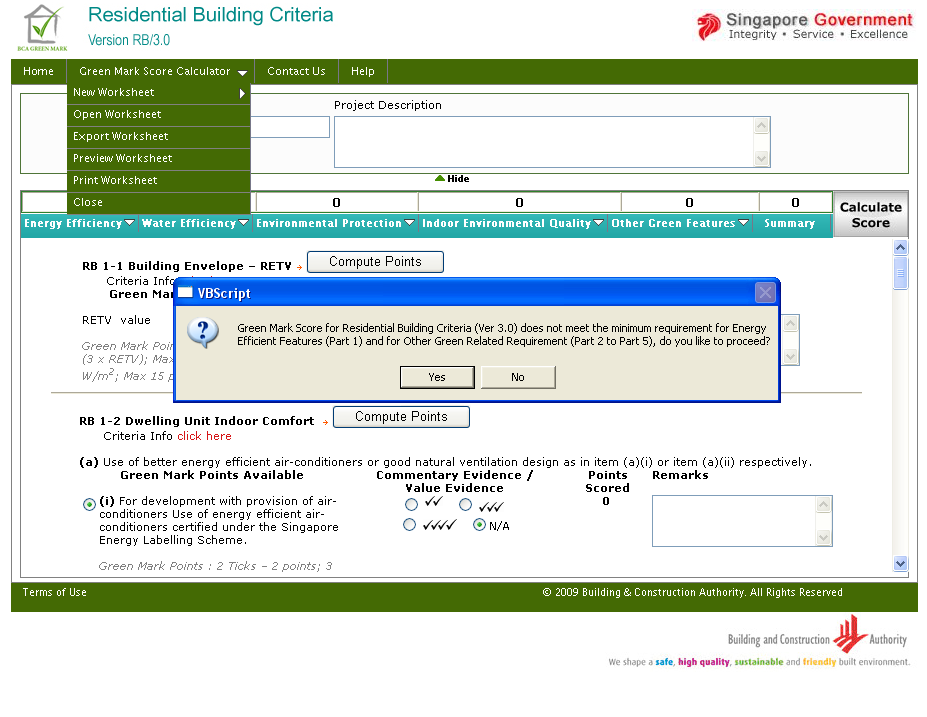 Residential Building Criteria
Version RB/3.0
BCA GREEN MARK
Singapore Government
Integrity • Service • Excellence
Home
Green Mark Score Calculator
Contact Us
Help
New Worksheet
Open Worksheet
Export Worksheet
Preview Worksheet
Print Worksheet
Close
Project Description
Hide
0 0 0 0
Calculate Score
Energy Efficiency
Water Efficiency
Environmental Protection
Indoor Environmental Quality
Other Green Features
Summary
RB 1-1 Building Envelope – RETV
Compute Points
Criteria Info
Green Mar
VBScript
Green Mark Score for Residential Building Criteria (Ver 3.0) does not meet the minimum requirement for Energy
Efficient Features (Part 1) and for Other Green Related Requirement (Part 2 to Part 5), do you like to proceed?
Yes
No
RETV value
Green Mark Poin
(3 x RETV); Max
W/m²; Max 15 p
RB 1-2 Dwelling Unit Indoor Comfort
Compute Points
Criteria Info click here
(a) Use of better energy efficient air-conditioners or good natural ventilation design as in item (a)(i) or item (a)(ii) respectively.
Green Mark Points Available
Commentary Evidence /
Value Evidence
Points
Scored
0
Remarks
(i) For development with provision of air-
conditioners Use of energy efficient air-
conditioners certified under the Singapore
Energy Labelling Scheme.
N/A
Green Mark Points : 2 Ticks – 2 points; 3
Terms of Use
© 2009 Building & Construction Authority. All Rights Reserved
Building and Construction Authority
We shape a safe, high quality, sustainable and friendly built environment.